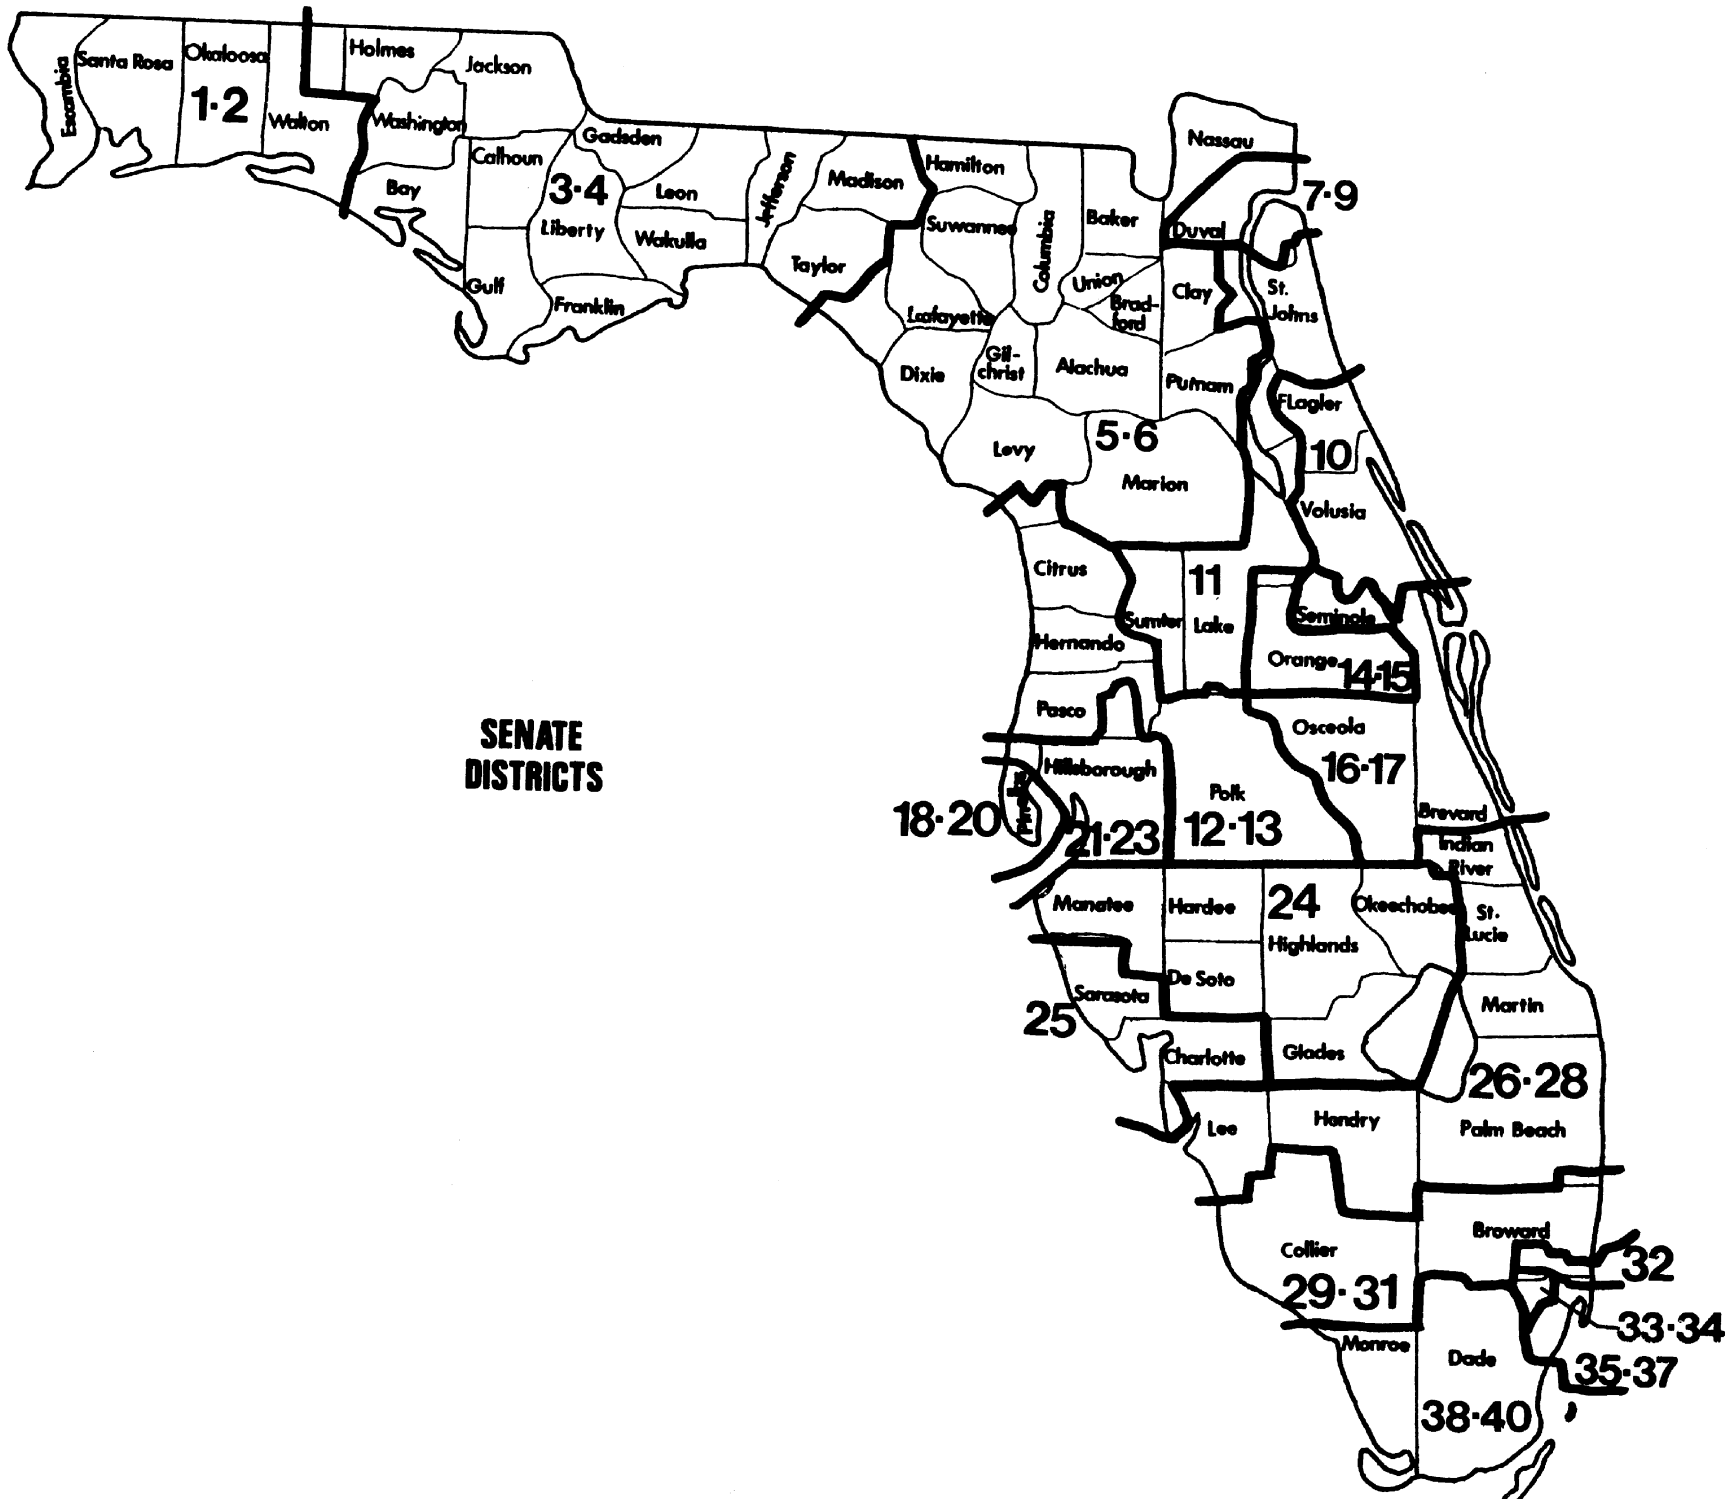 Escambia
Santa Rosa
Okaloosa
1·2
Walton
Holmes
Jackson
Washington
Bay
Calhoun
Gulf
Gadsden
3·4
Liberty
Franklin
Leon
Wakulla
Jefferson
Madison
Taylor
Hamilton
Suwannee
Lafayette
Dixie
Columbia
Baker
Union
Brad-
ford
Gil-
christ
Alachua
Levy
5·6
Marion
Nassau
7·9
Duval
Clay
St.
Johns
Putnam
FLagler
10
Volusia
Citrus
Hernando
Sumter
11
Lake
Seminole
Orange
14·15
Pasco
Osceola
16·17
SENATE
DISTRICTS
Hillsborough
Pinellas
18·20
21·23
Polk
12·13
Brevard
Indian
River
Manatee
Hardee
24
Highlands
Okeechobee
St.
Lucie
De Soto
Sarasota
25
Charlotte
Glades
Martin
26·28
Palm Beach
Lee
Hendry
Collier
29·31
Broward
32
33·34
35·37
Monroe
Dade
38·40